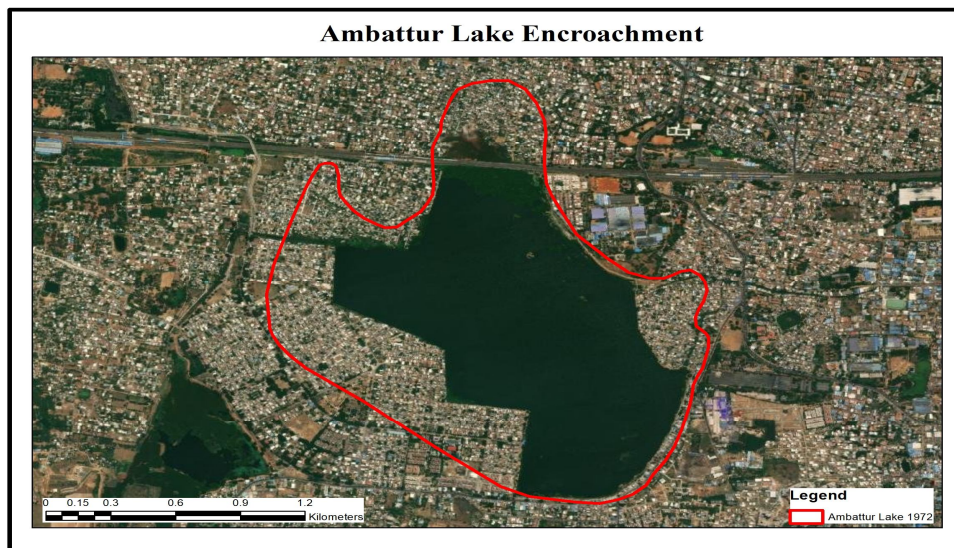 Ambattur Lake Encroachment
0 0.15 0.3 0.6 0.9 1.2
Kilometers
Legend
Ambattur Lake 1972